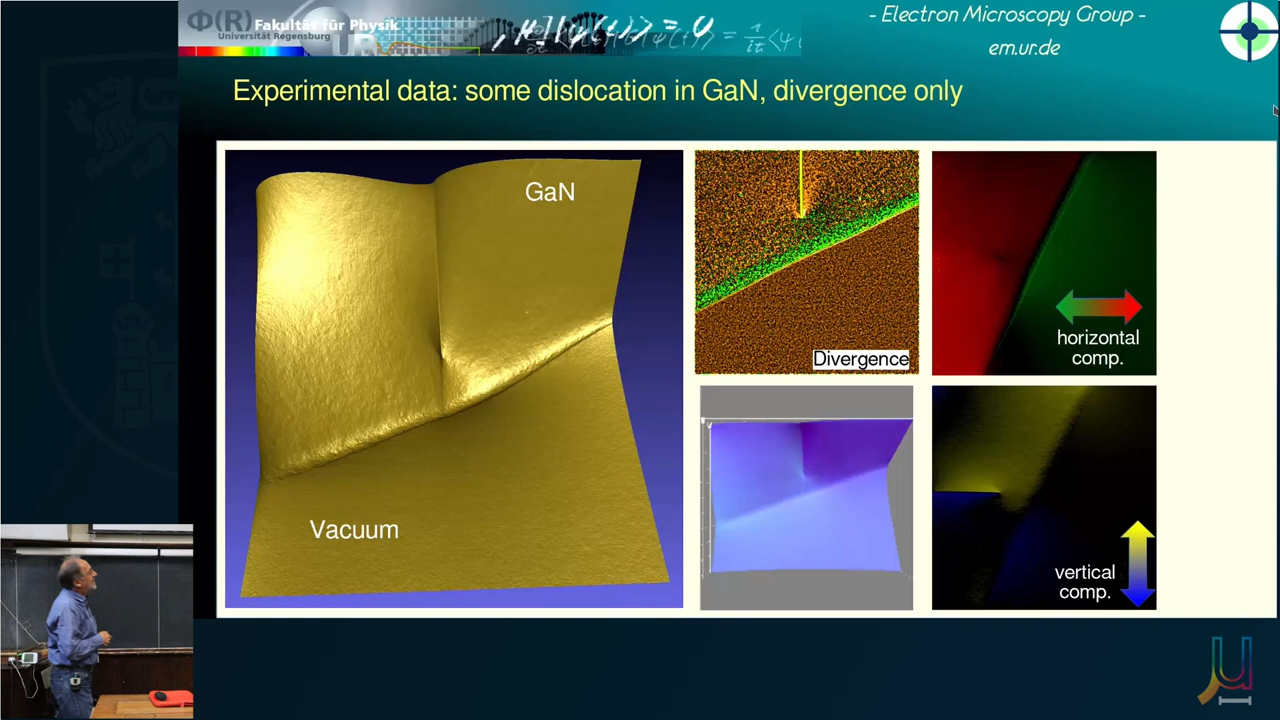 Φ(R) Fakultät für Physik
Universität Regensburg
UR
- Electron Microscopy Group -
em.ur.de
Experimental data: some dislocation in GaN, divergence only
GaN
Vacuum
Divergence
horizontal
comp.
vertical
comp.
μ